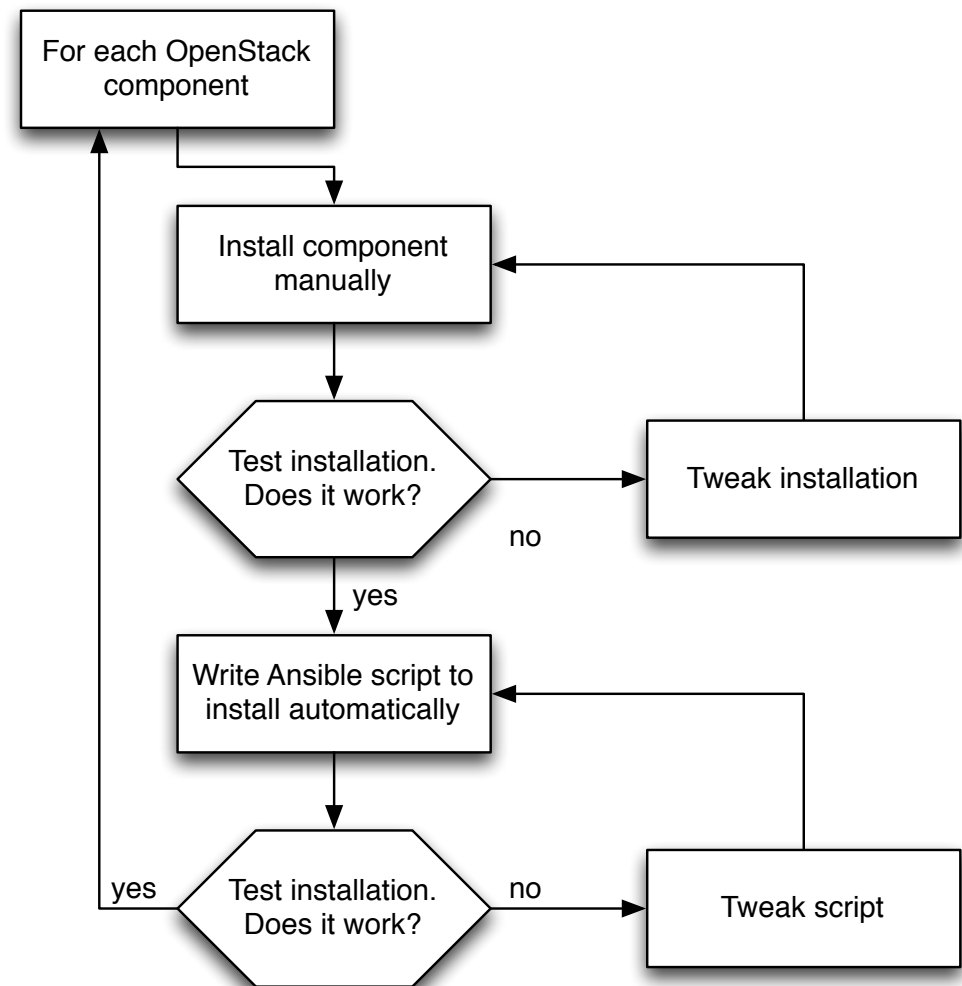 For each OpenStack
component
Install component
manually
Test installation.
Does it work?
no
Tweak installation
yes
Write Ansible script to
install automatically
Test installation.
Does it work?
yes
no
Tweak script